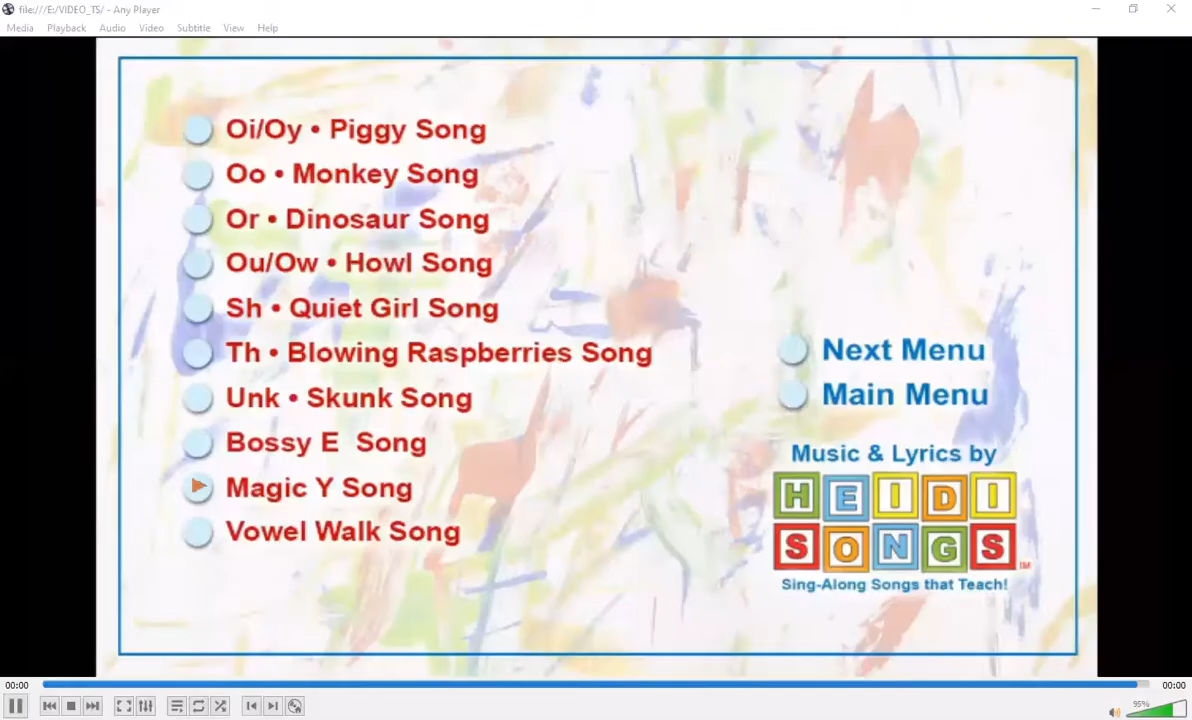 file:///E:/VIDEO_TS/ - Any Player
Media Playback Audio Video Subtitle View Help
Oi/Oy • Piggy Song
Oo • Monkey Song
Or • Dinosaur Song
Ou/Ow • Howl Song
Sh • Quiet Girl Song
Th • Blowing Raspberries Song
Unk • Skunk Song
Bossy E Song
Magic Y Song
Vowel Walk Song
Next Menu
Main Menu
Music & Lyrics by
HEIDI
SONGS
TM
Sing-Along Songs that Teach!
00:00 00:00
95%